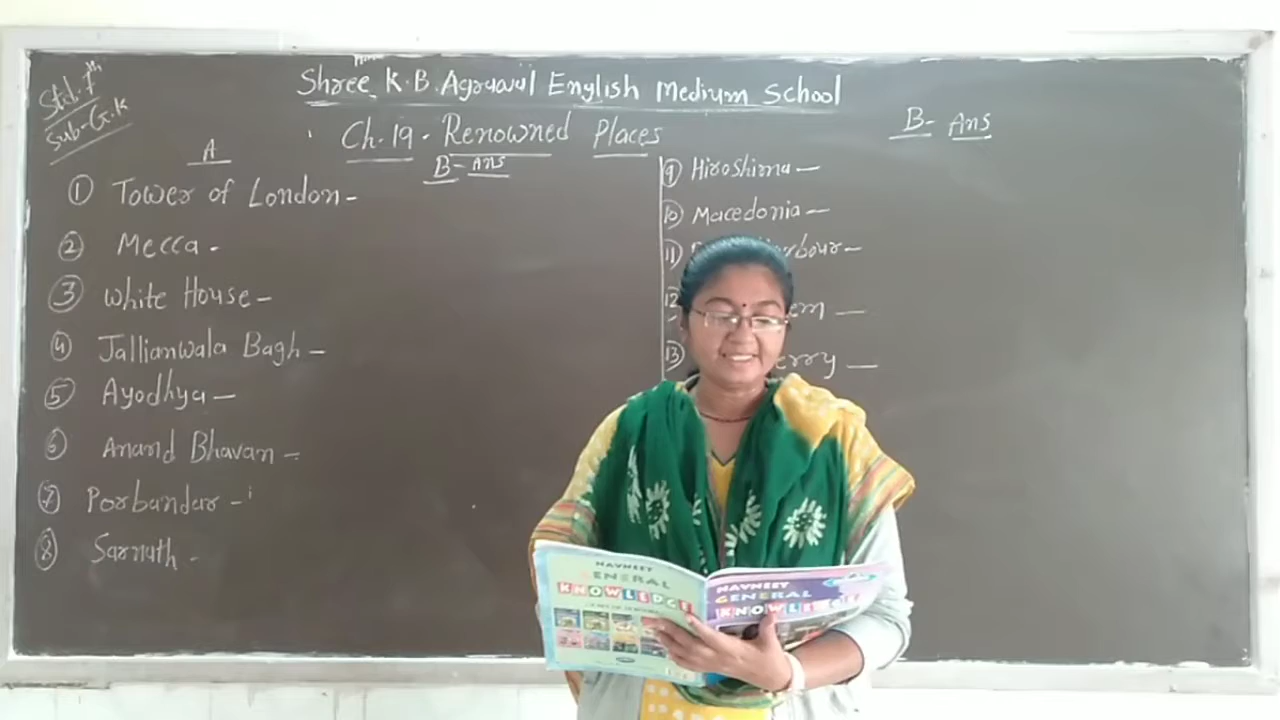 Std. 7th
Sub-G.K
Shree K.B. Agrawal English Medium School
Ch.19 - Renowned Places
A
B - Ans
① Tower of London -
② Mecca -
③ White House -
④ Jallianwala Bagh -
⑤ Ayodhya -
⑥ Anand Bhavan -
⑦ Porbandar -
⑧ Sarnath -
B - Ans
⑨ Hiroshima -
⑩ Macedonia -
⑪ Harbour -
⑫
⑬
NAVNEET
GENERAL
KNOWLEDGE
NAVNEET
GENERAL
KNOWLEDGE